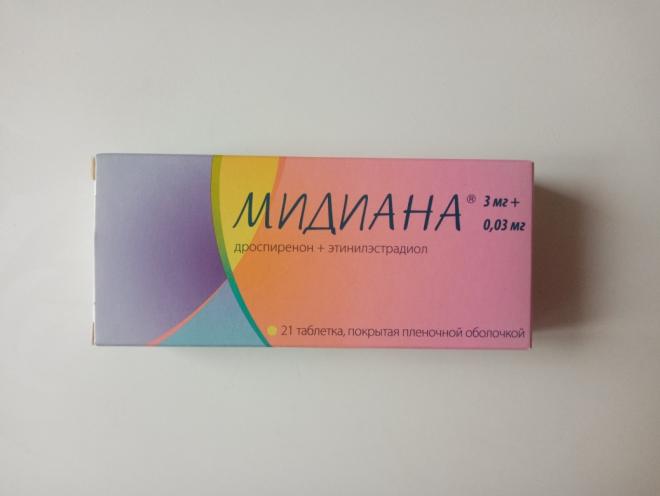 МИДИАНА® 3 мг +
0,03 мг
дроспиренон + этинилэстрадиол
21 таблетка, покрытая пленочной оболочкой